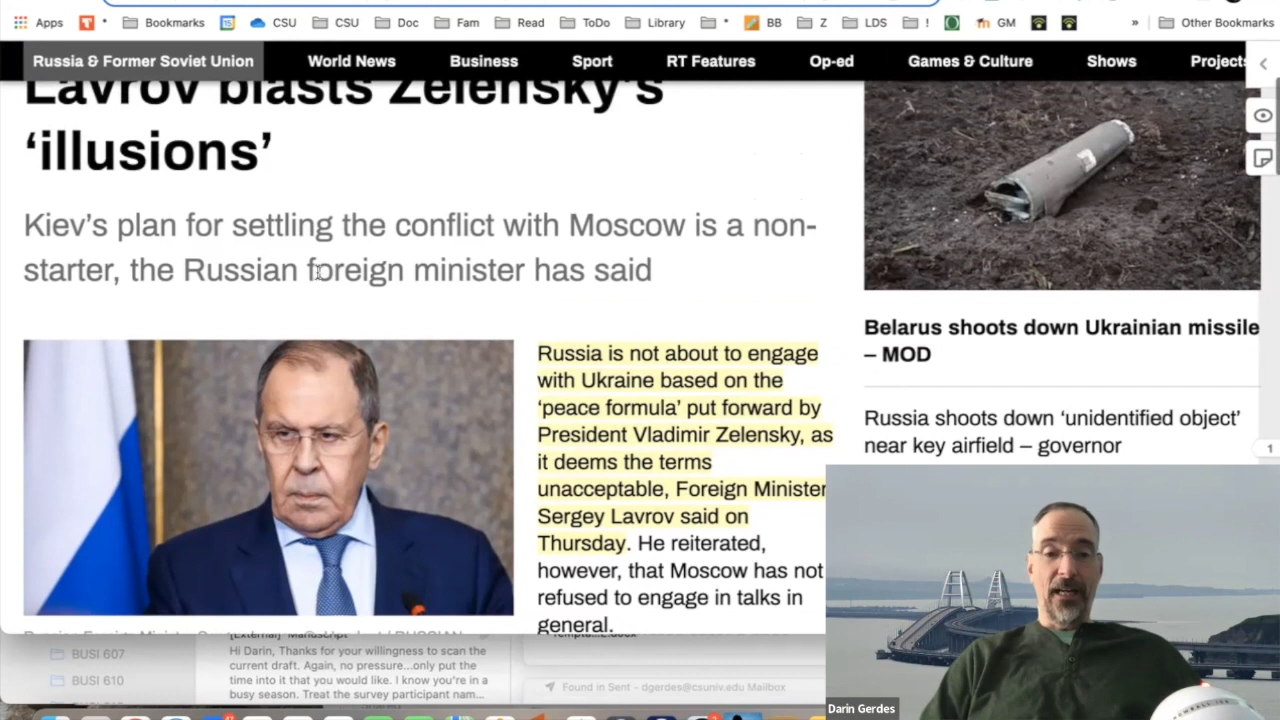 Apps
Bookmarks
CSU
CSU
Doc
Fam
Read
ToDo
Library
BB
Z
LDS
!
GM
»
Other Bookmarks
Russia & Former Soviet Union
World News
Business
Sport
RT Features
Op-ed
Games & Culture
Shows
Projects
Lavrov blasts Zelensky's
‘illusions’
Kiev’s plan for settling the conflict with Moscow is a non-
starter, the Russian foreign minister has said
Russia is not about to engage
with Ukraine based on the
‘peace formula’ put forward by
President Vladimir Zelensky, as
it deems the terms
unacceptable, Foreign Minister
Sergey Lavrov said on
Thursday. He reiterated,
however, that Moscow has not
refused to engage in talks in
general.
Belarus shoots down Ukrainian missile
– MOD
Russia shoots down ‘unidentified object’
near key airfield – governor
1
BUSI 607
BUSI 610
[External] Manuscript
Hi Darin, Thanks for your willingness to scan the
current draft. Again, no pressure...only put the
time into it that you would like. I know you're in a
busy season. Treat the survey participant nam...
Found in Sent - dgerdes@csuniv.edu Mailbox
Darin Gerdes